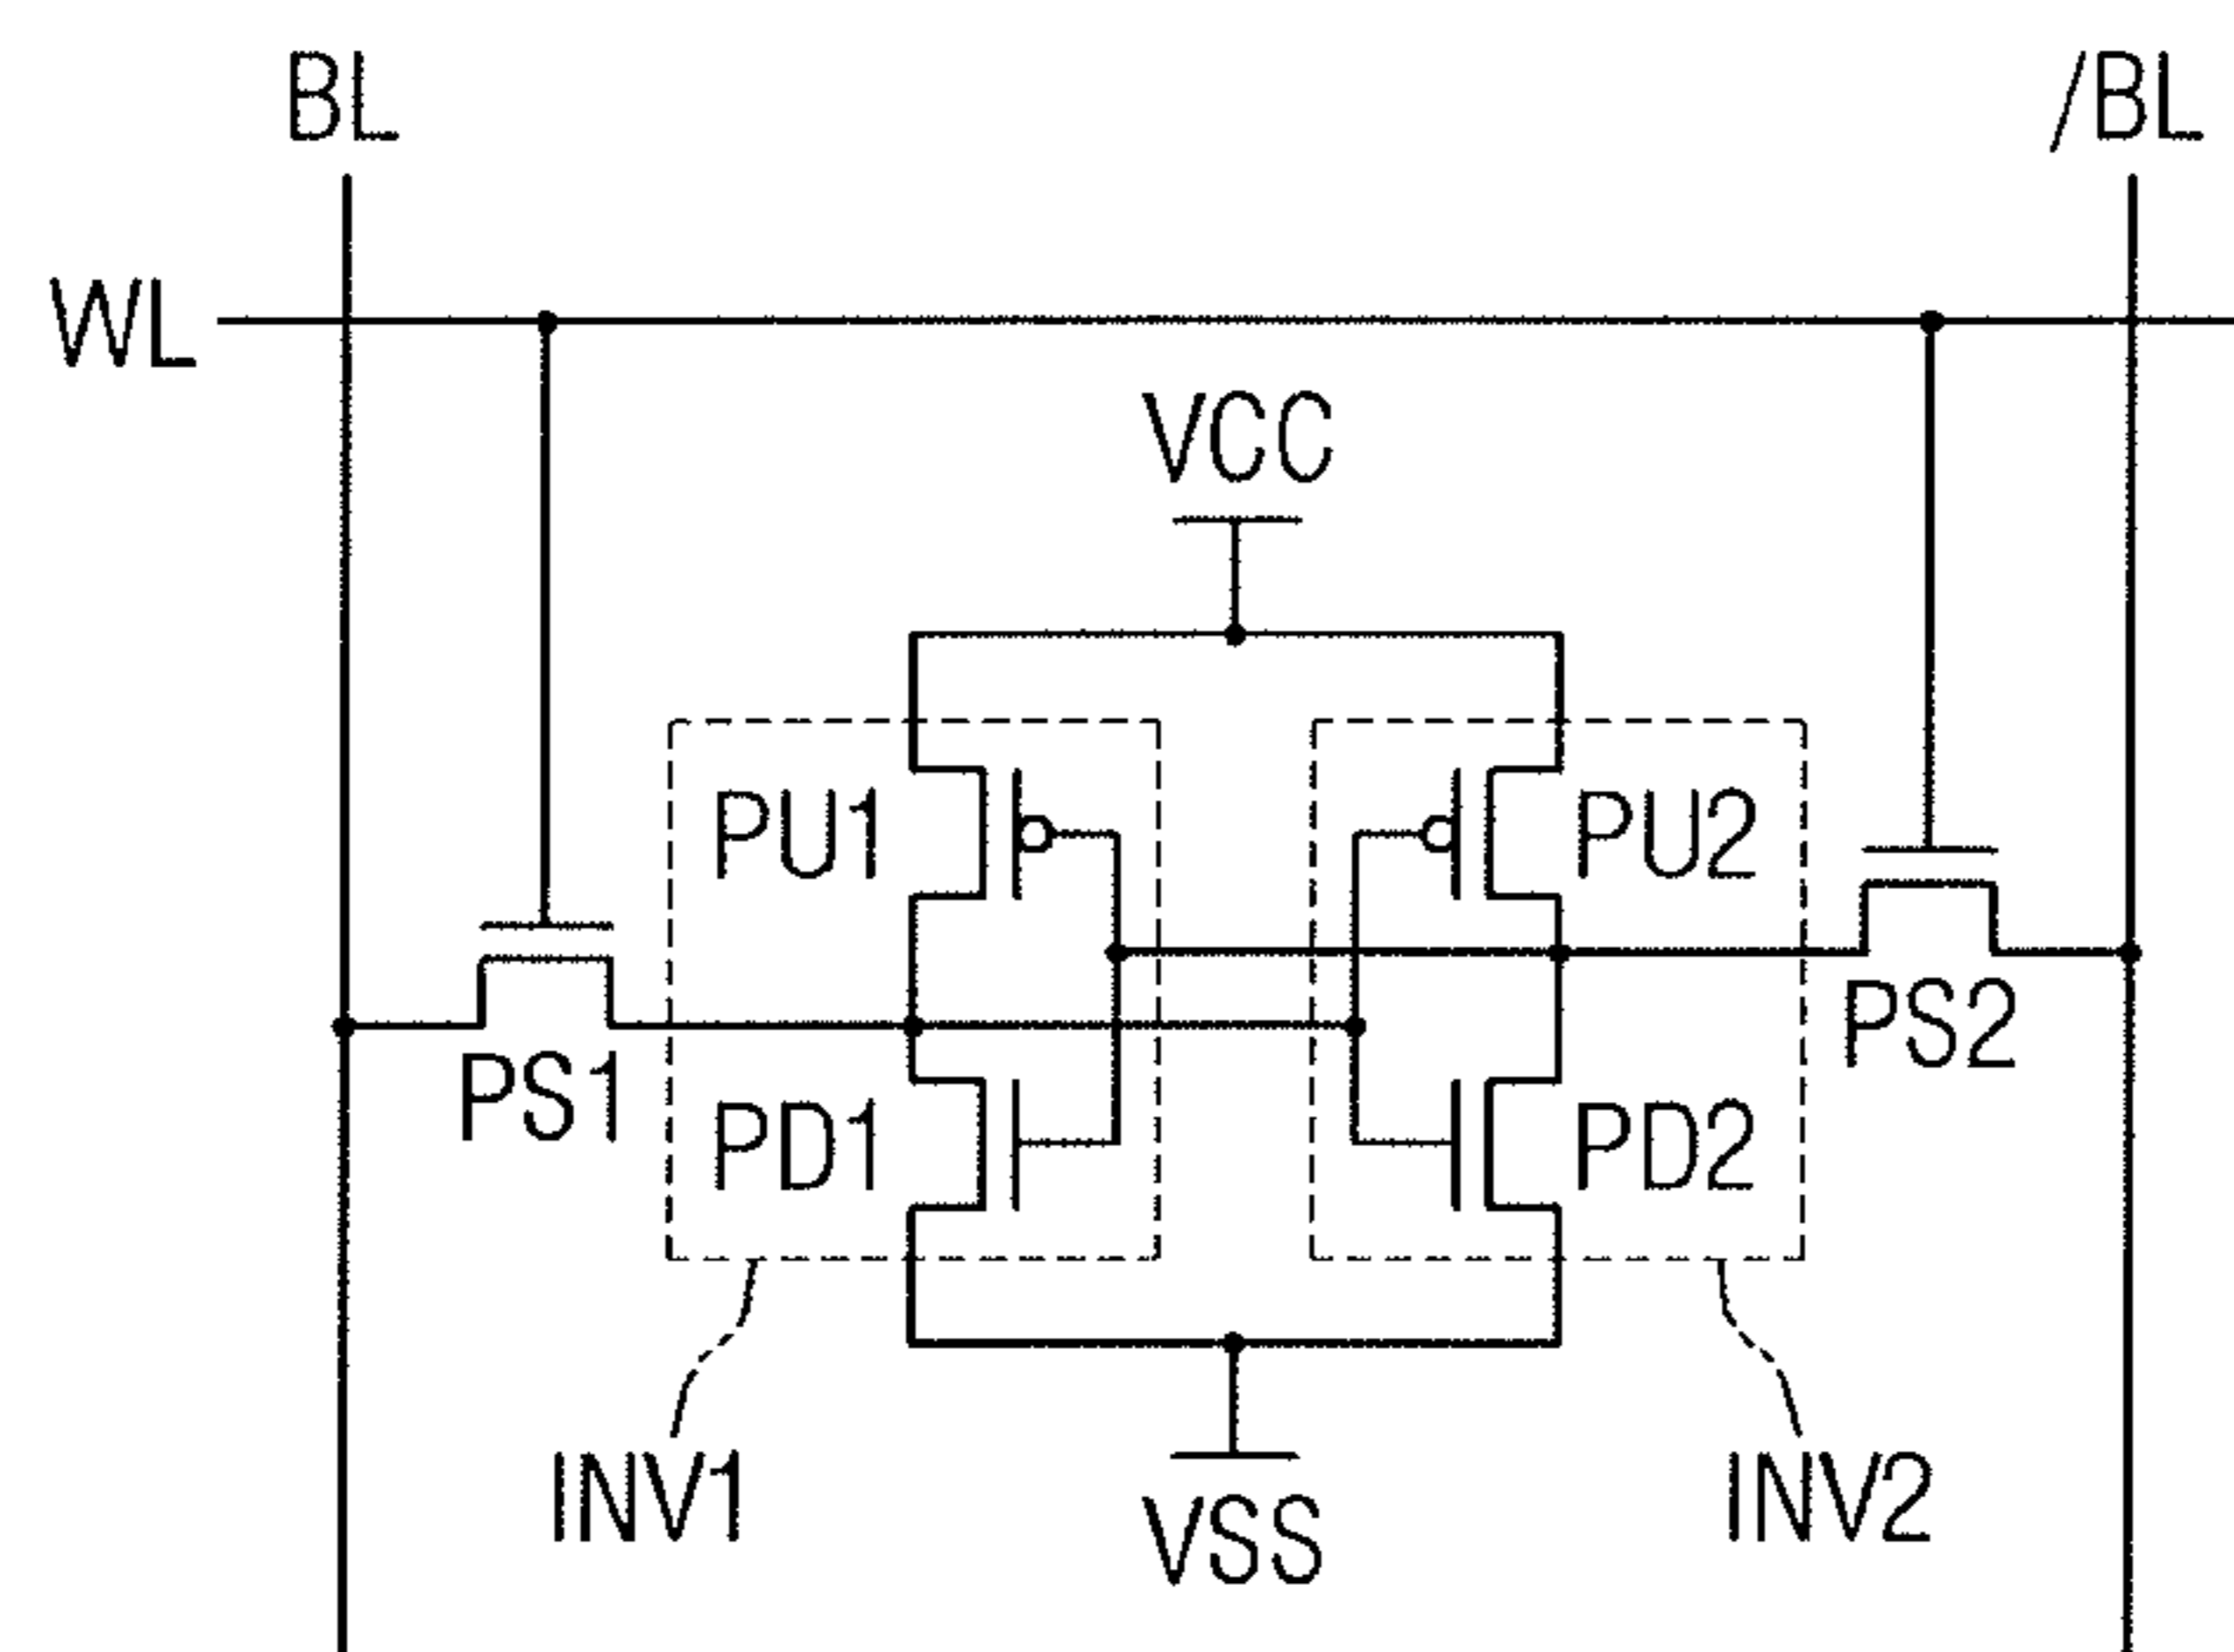 BL
/BL
WL
VCC
PU1
PU2
PS1
PS2
PD1
PD2
INV1
INV2
VSS